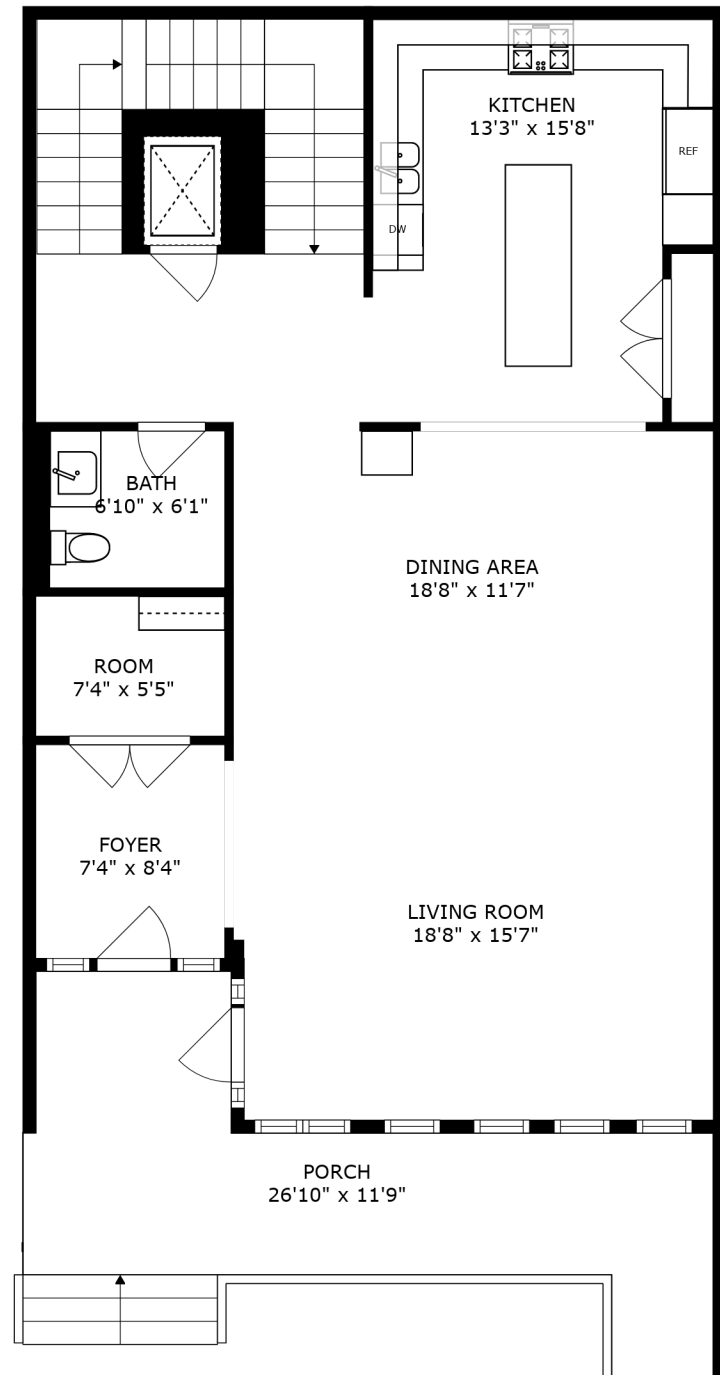 KITCHEN
13'3" x 15'8"
REF
DW
BATH
6'10" x 6'1"
DINING AREA
18'8" x 11'7"
ROOM
7'4" x 5'5"
FOYER
7'4" x 8'4"
LIVING ROOM
18'8" x 15'7"
PORCH
26'10" x 11'9"